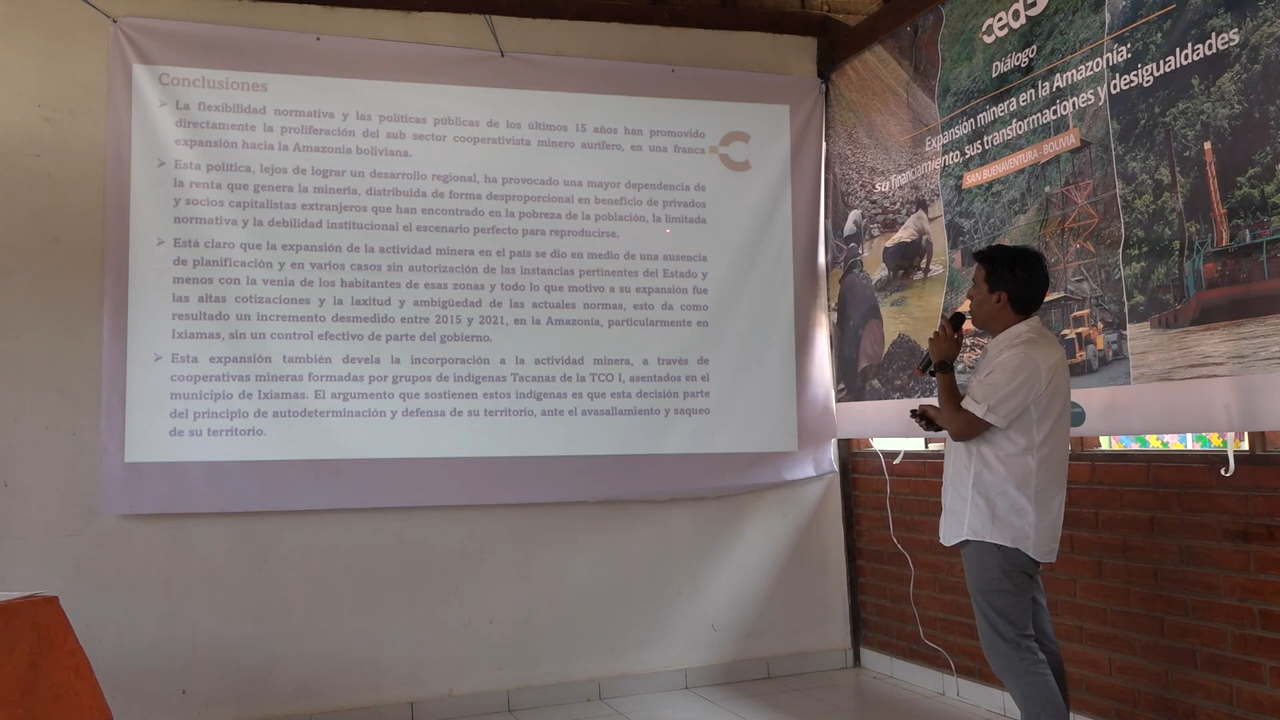 Conclusiones
➢ La flexibilidad normativa y las políticas públicas de los últimos 15 años han promovido
directamente la proliferación del sub sector cooperativista minero aurífero, en una franca
expansión hacia la Amazonia boliviana.
➢ Esta política, lejos de lograr un desarrollo regional, ha provocado una mayor dependencia de
la renta que genera la minería, distribuida de forma desproporcional en beneficio de privados
y socios capitalistas extranjeros que han encontrado en la pobreza de la población, la limitada
normativa y la debilidad institucional el escenario perfecto para reproducirse.
➢ Está claro que la expansión de la actividad minera en el país se dio en medio de una ausencia
de planificación y en varios casos sin autorización de las instancias pertinentes del Estado y
menos con la venia de los habitantes de esas zonas y todo lo que motivo a su expansión fue
las altas cotizaciones y la laxitud y ambigüedad de las actuales normas, esto da como
resultado un incremento desmedido entre 2015 y 2021, en la Amazonía, particularmente en
Ixiamas, sin un control efectivo de parte del gobierno.
➢ Esta expansión también devela la incorporación a la actividad minera, a través de
cooperativas mineras formadas por grupos de indígenas Tacanas de la TCO I, asentados en el
municipio de Ixiamas. El argumento que sostienen estos indígenas es que esta decisión parte
del principio de autodeterminación y defensa de su territorio, ante el avasallamiento y saqueo
de su territorio.
Diálogo
Expansión minera en la Amazonía:
su financiamiento, sus transformaciones y desigualdades
SAN BUENAVENTURA - BOLIVIA